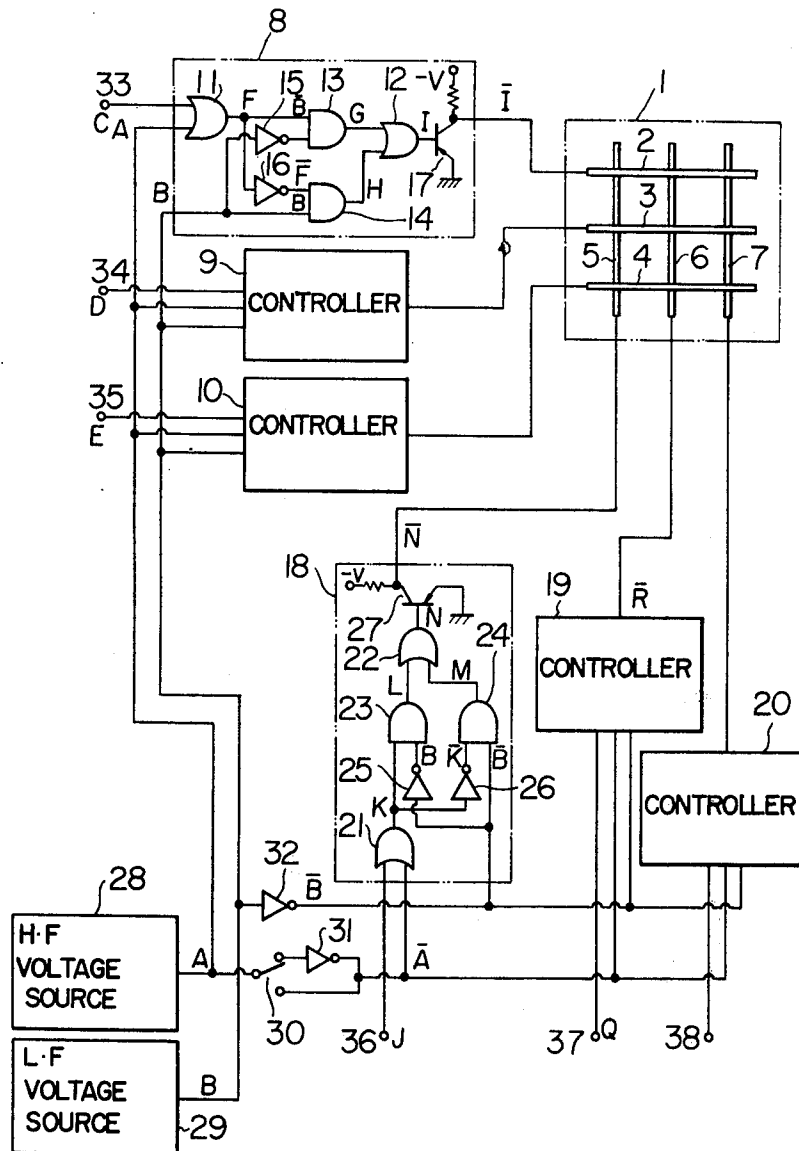 8
33
11
15
13
12
-V
Ī
1
C
A
F
B̄
G
I
2
16
F̄
H
17
3
B
B
14
5
4
6
7
9
34
CONTROLLER
D
10
35
CONTROLLER
E
N̄
18
-V
19
R̄
27
N
24
22
CONTROLLER
L
M
23
20
B
K̄
B̄
25
26
CONTROLLER
K
21
32
B̄
28
31
H·F
VOLTAGE
SOURCE
A
Ā
30
36
J
37
Q
38
L·F
VOLTAGE
SOURCE
B
29